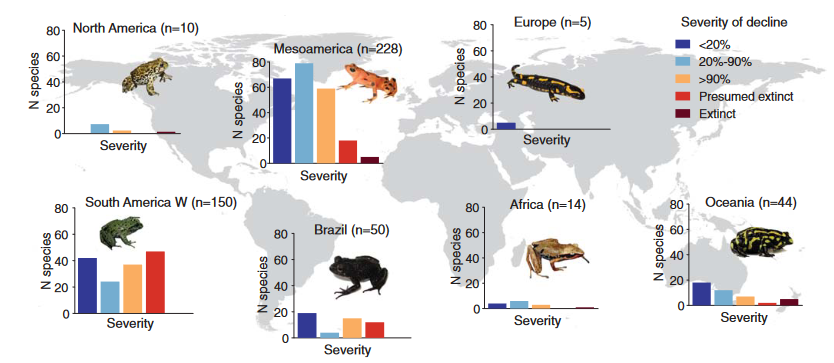 North America (n=10)
80
60
40
20
0
N species
Severity
Mesoamerica (n=228)
80
60
40
20
0
N species
Severity
Europe (n=5)
80
60
40
20
0
N species
Severity
Severity of decline
<20%
20%-90%
>90%
Presumed extinct
Extinct
South America W (n=150)
80
60
40
20
0
N species
Severity
Brazil (n=50)
80
60
40
20
0
N species
Severity
Africa (n=14)
80
60
40
20
0
N species
Severity
Oceania (n=44)
80
60
40
20
0
N species
Severity